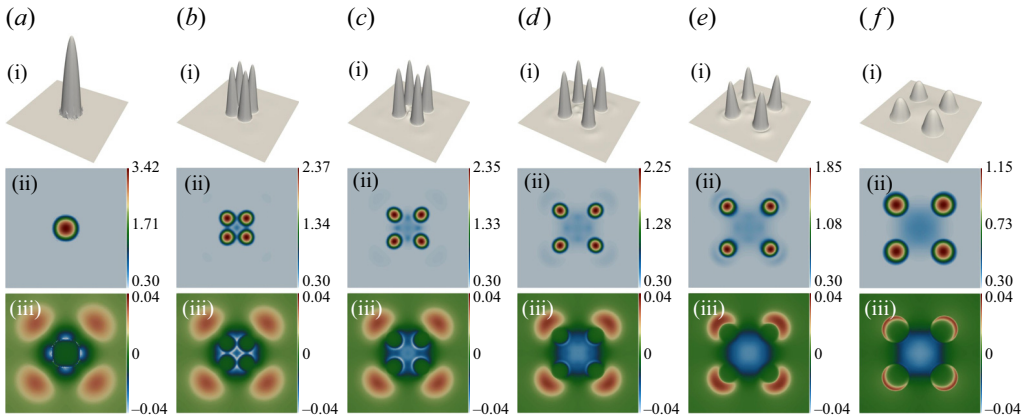 (a) (b) (c) (d) (e) (f)
(i) (i) (i) (i) (i) (i)
(ii) 3.42 (ii) 2.37 (ii) 2.35 (ii) 2.25 (ii) 1.85 (ii) 1.15
1.71 1.34 1.33 1.28 1.08 0.73
0.30 0.30 0.30 0.30 0.30 0.30
(iii) 0.04 (iii) 0.04 (iii) 0.04 (iii) 0.04 (iii) 0.04 (iii) 0.04
0 0 0 0 0 0
–0.04 –0.04 –0.04 –0.04 –0.04 –0.04